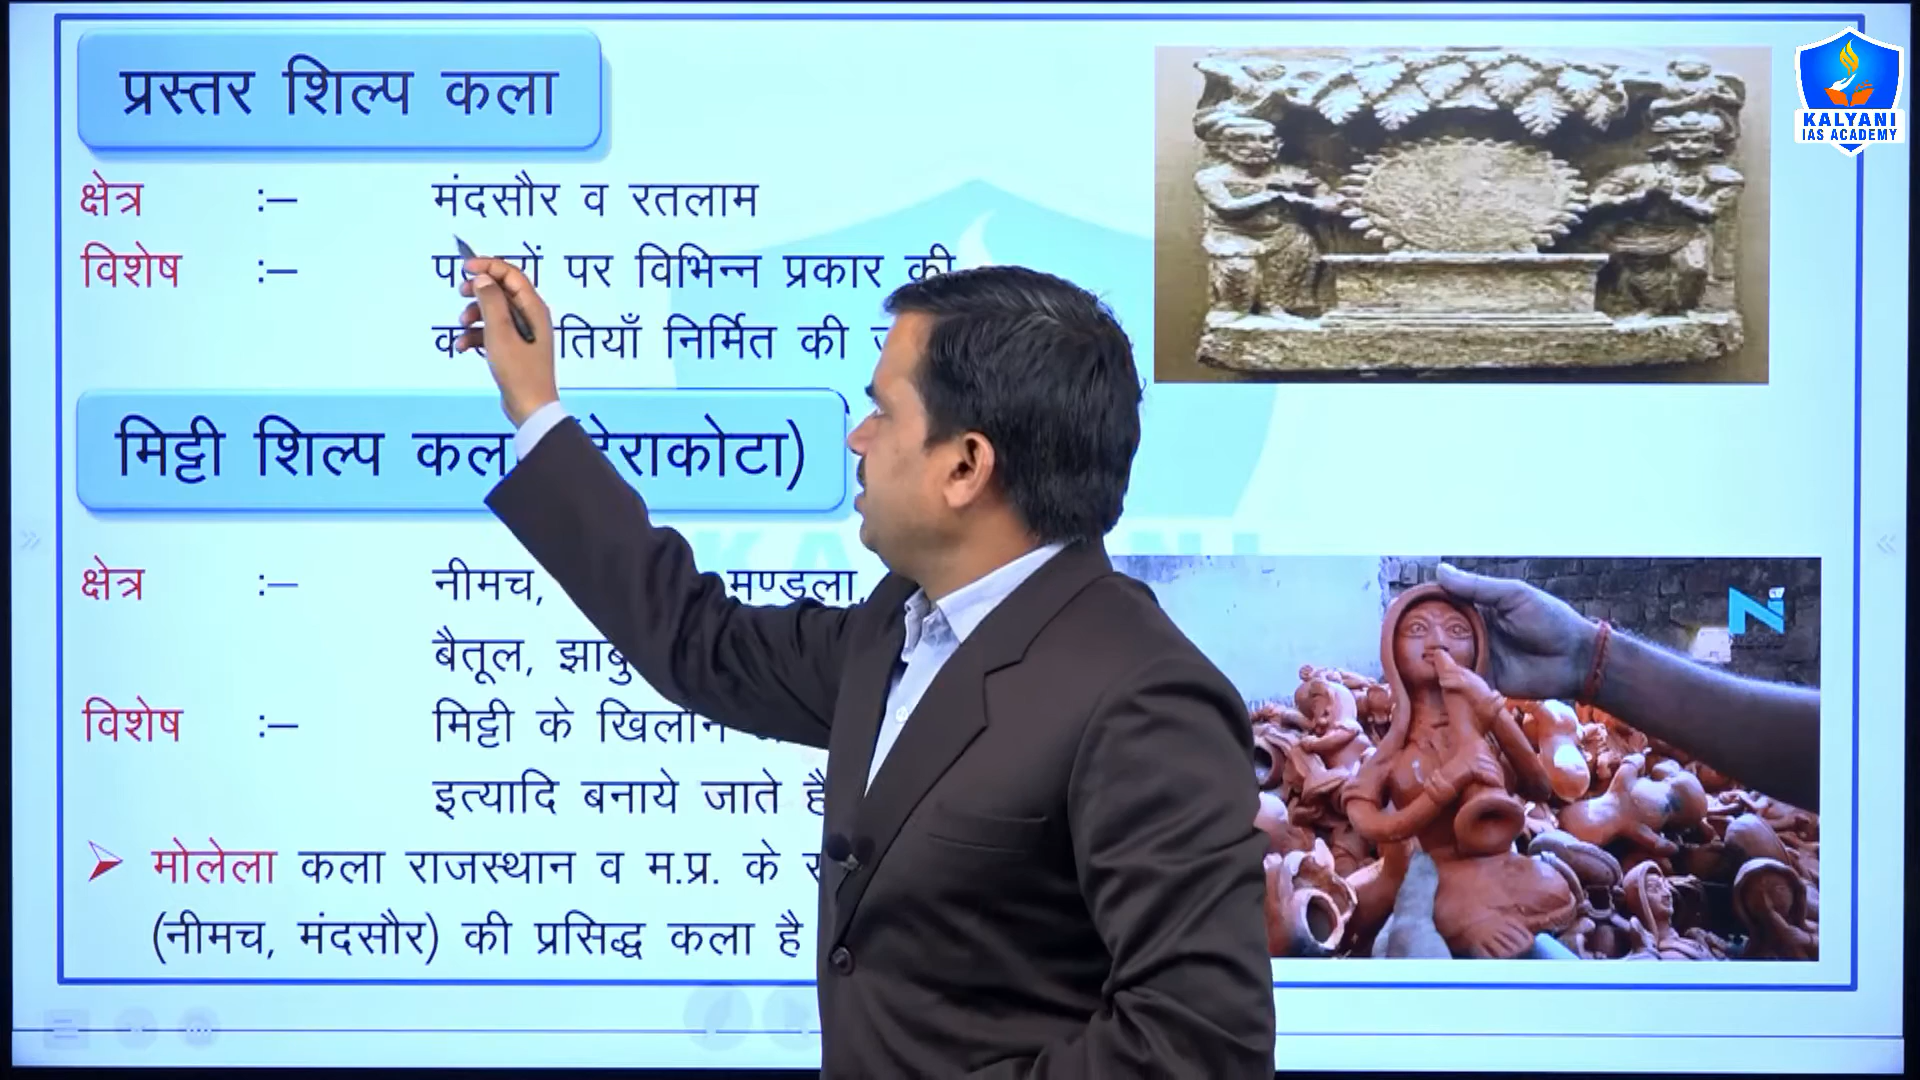 प्रस्तर शिल्प कला
क्षेत्र :– मंदसौर व रतलाम
विशेष :– पर विभिन्न प्रकार की
निर्मित की
मिट्टी शिल्प (टेराकोटा)
क्षेत्र :– नीमच, मण्डला,
बैतूल,
विशेष :– मिट्टी के
इत्यादि बनाये जाते
मोलेला कला राजस्थान व म.प्र. के
(नीमच, मंदसौर) की प्रसिद्ध कला है
KALYANI
IAS ACADEMY